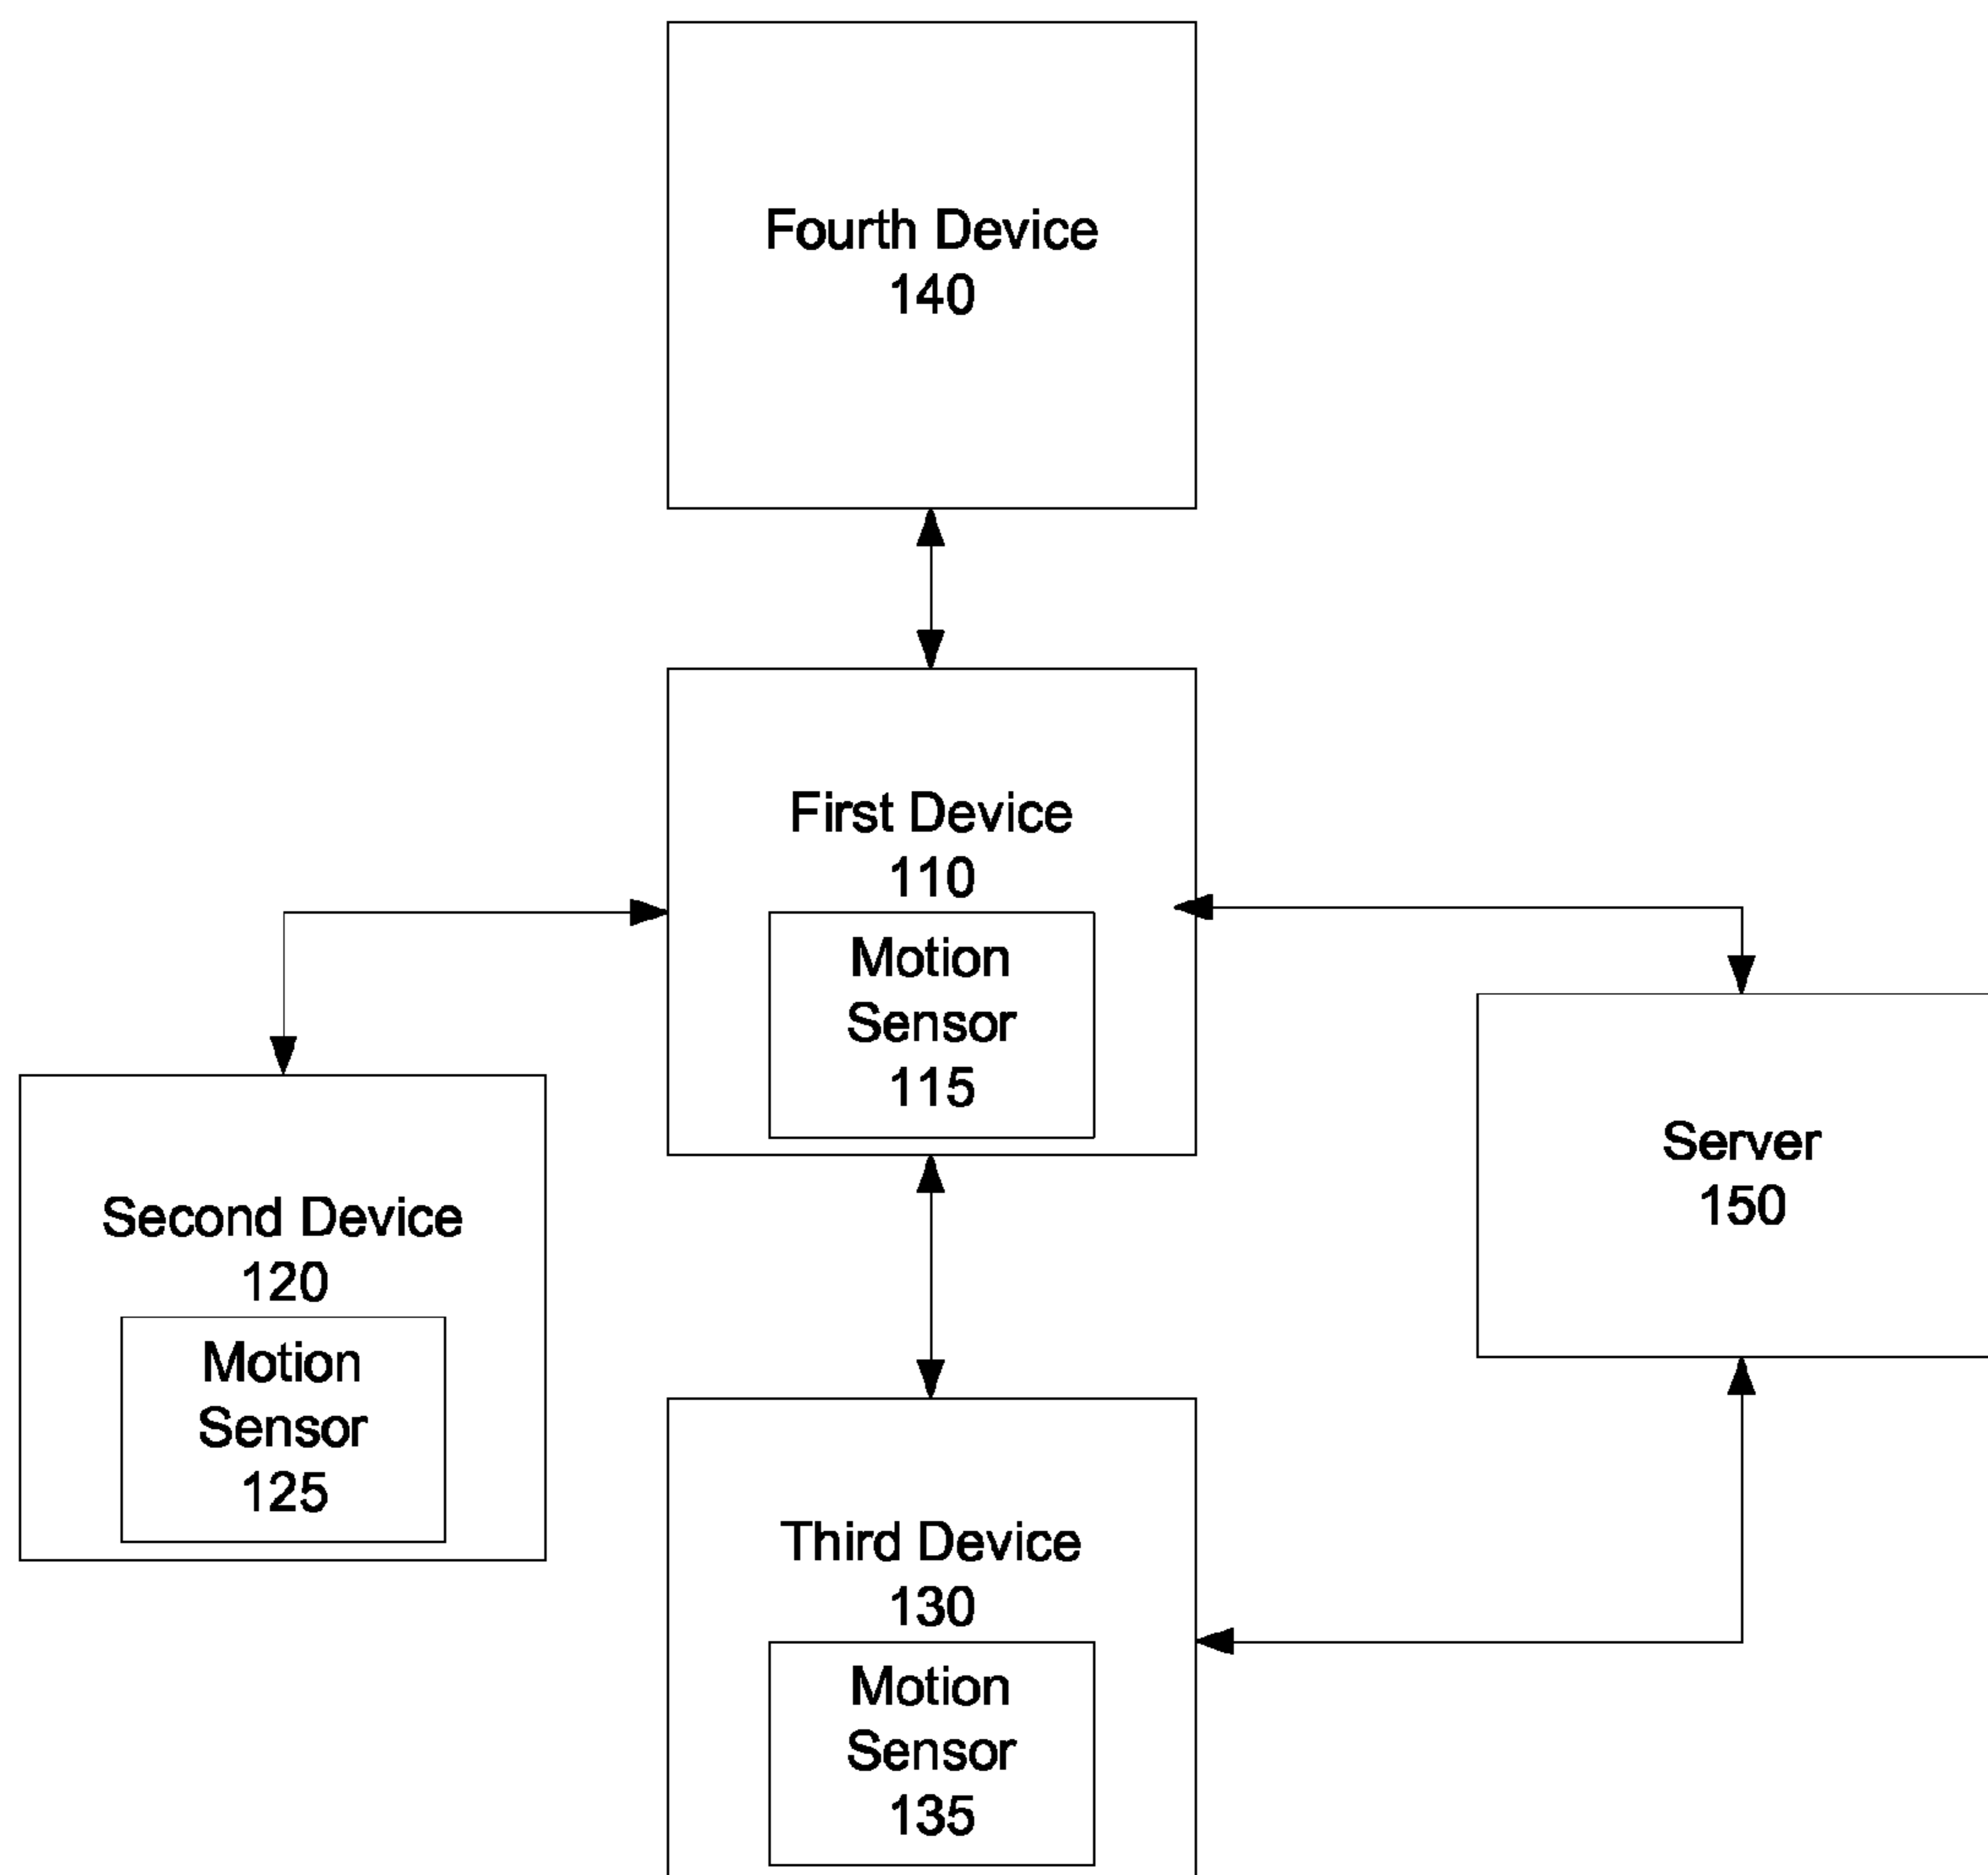 Fourth Device
140
First Device
110
Motion
Sensor
115
Second Device
120
Motion
Sensor
125
Server
150
Third Device
130
Motion
Sensor
135